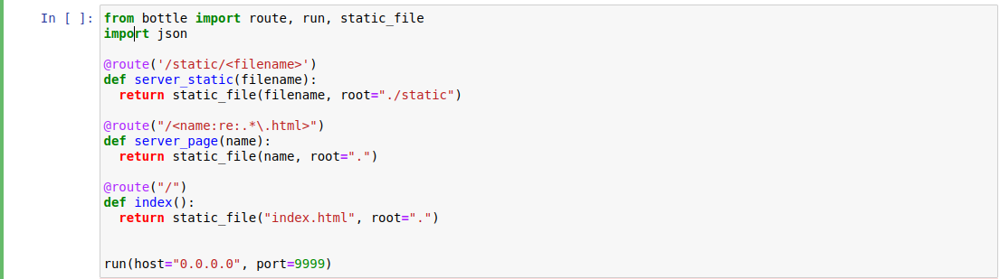 In [ ]: from bottle import route, run, static_file
import json
@route('/static/<filename>')
def server_static(filename):
  return static_file(filename, root="./static")
@route("/<name:re:.*\.html>")
def server_page(name):
  return static_file(name, root=".")
@route("/")
def index():
  return static_file("index.html", root=".")
run(host="0.0.0.0", port=9999)